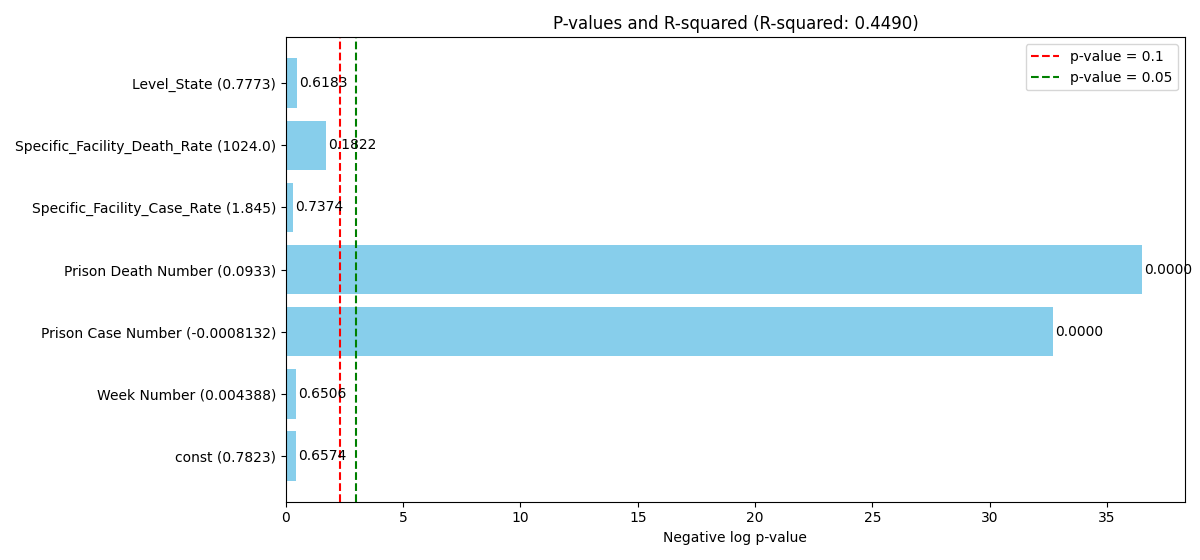 P-values and R-squared (R-squared: 0.4490)
p-value = 0.1
p-value = 0.05
Level_State (0.7773)
0.6183
Specific_Facility_Death_Rate (1024.0)
0.1822
Specific_Facility_Case_Rate (1.845)
0.7374
Prison Death Number (0.0933)
0.0000
Prison Case Number (-0.0008132)
0.0000
Week Number (0.004388)
0.6506
const (0.7823)
0.6574
0 5 10 15 20 25 30 35
Negative log p-value